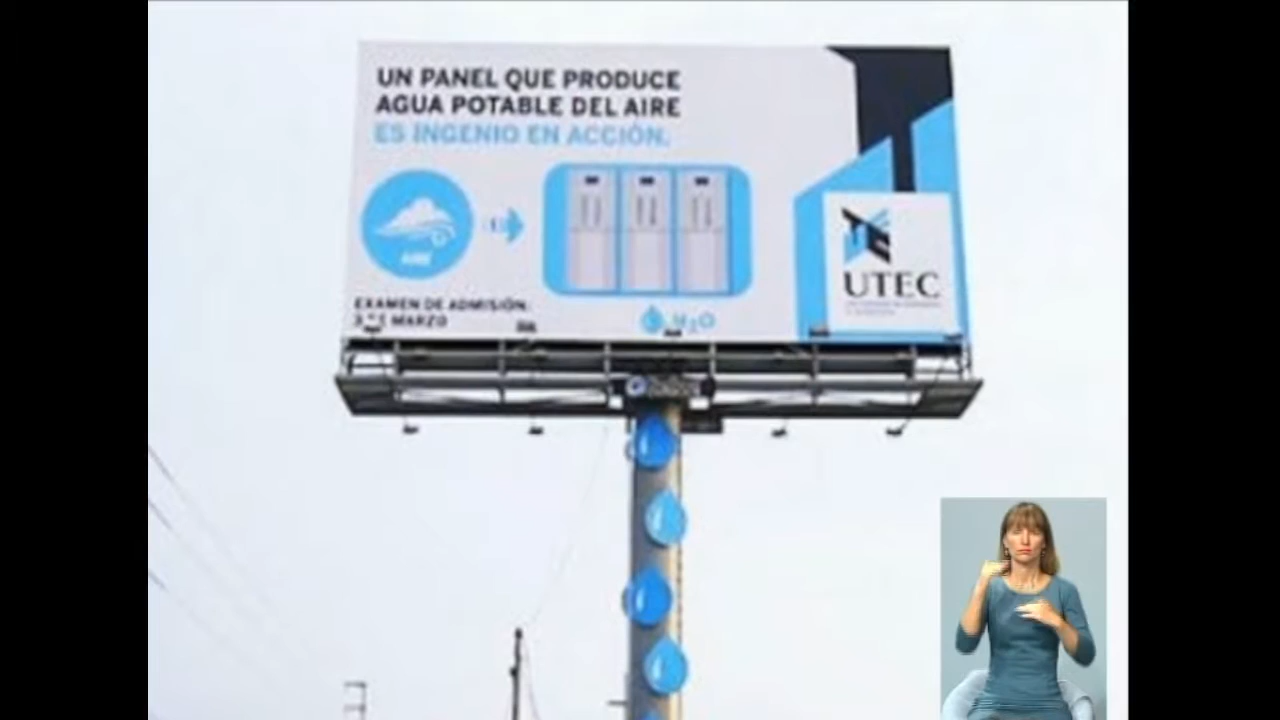 UN PANEL QUE PRODUCE
AGUA POTABLE DEL AIRE
ES INGENIO EN ACCIÓN.
AIRE
EXAMEN DE ADMISIÓN:
MARZO
H2O
UTEC